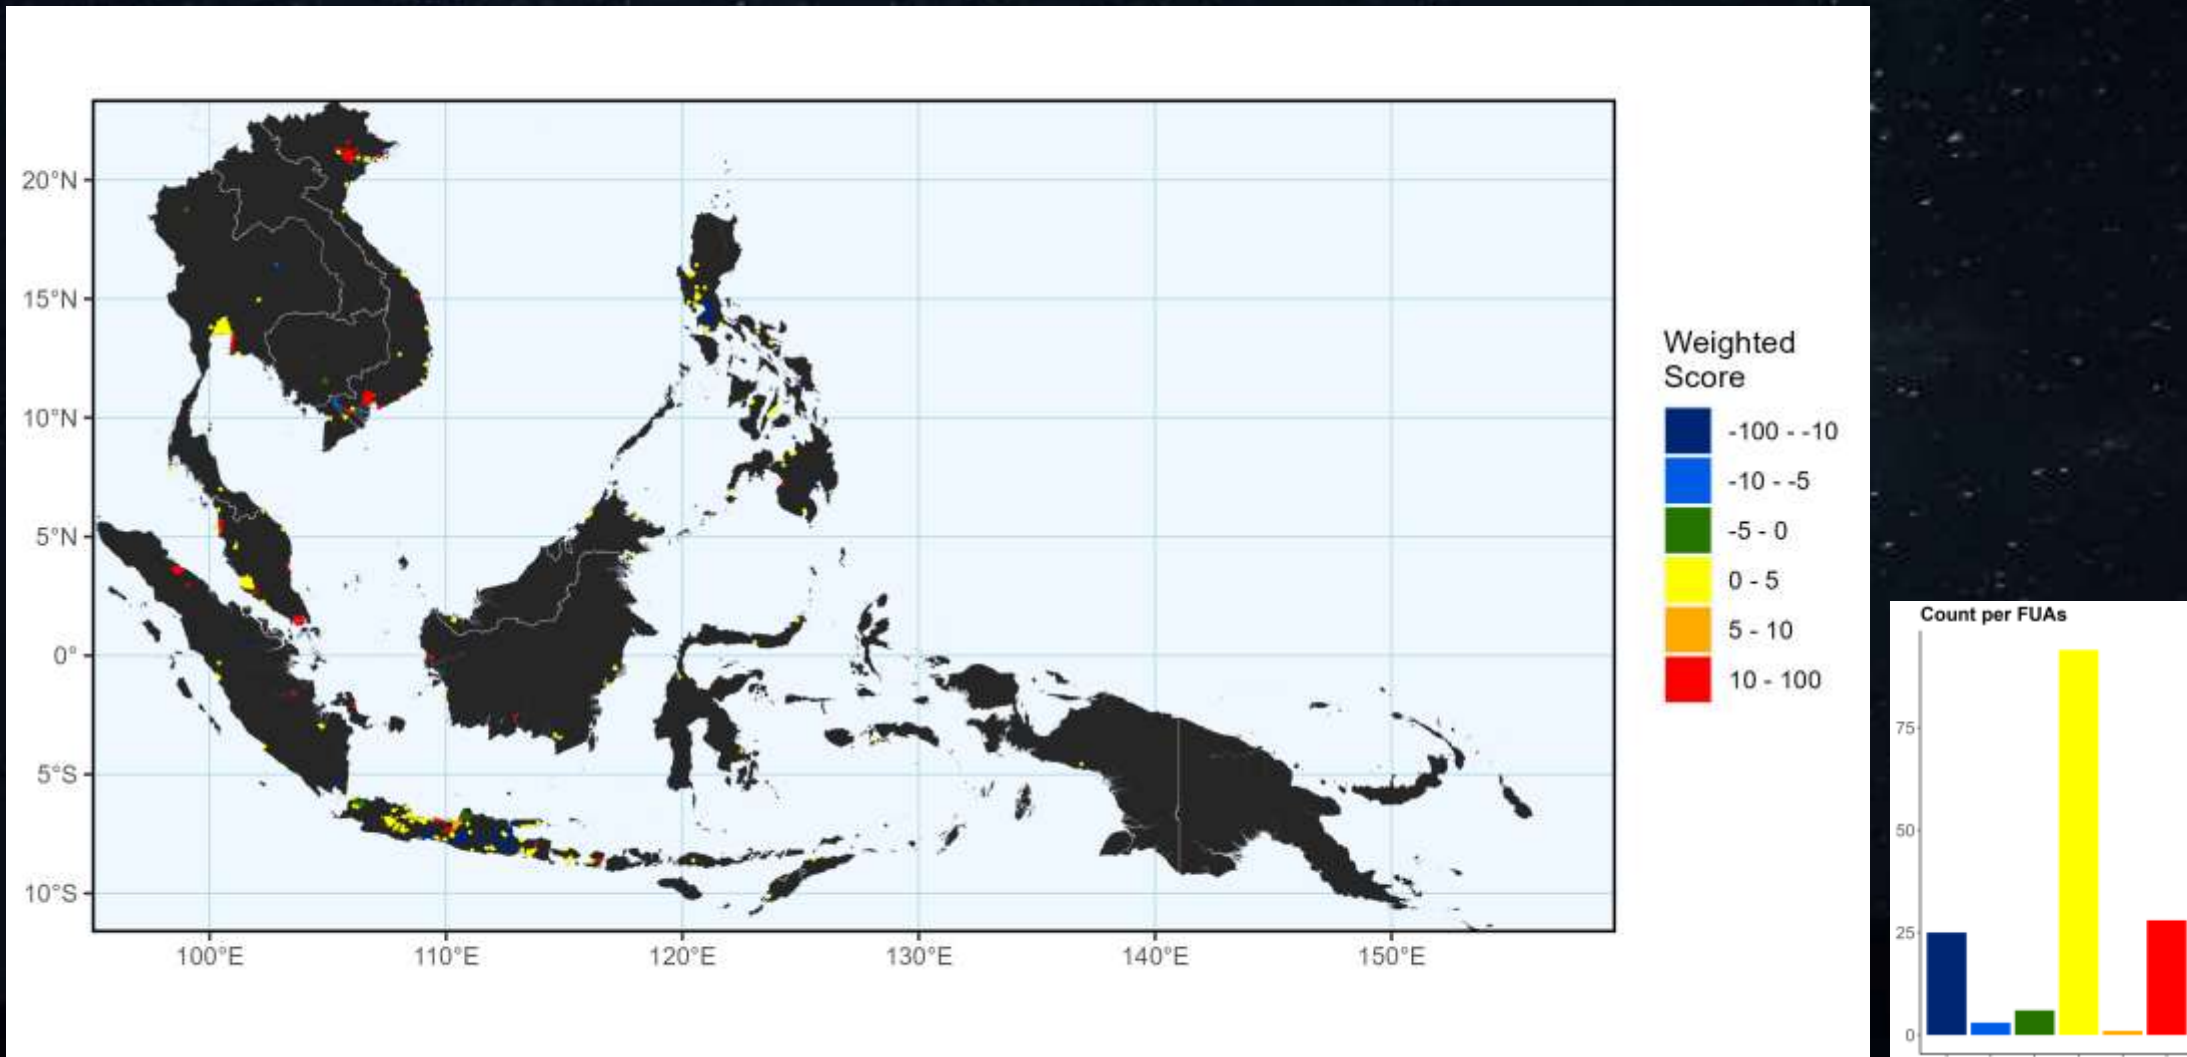 20°N
15°N
10°N
5°N
0°
5°S
10°S
100°E
110°E
120°E
130°E
140°E
150°E
Weighted
Score
-100 - -10
-10 - -5
-5 - 0
0 - 5
5 - 10
10 - 100
Count per FUAs
75
50
25
0